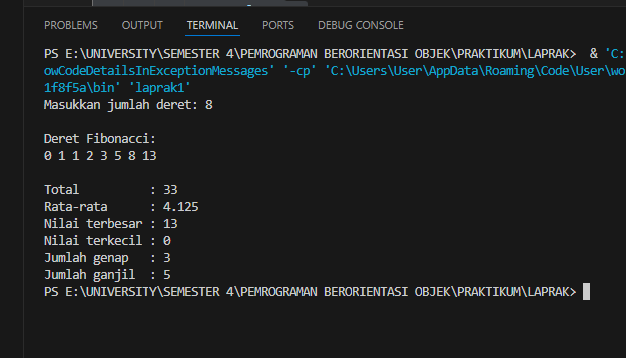 PROBLEMS OUTPUT TERMINAL PORTS DEBUG CONSOLE
PS E:\UNIVERSITY\SEMESTER 4\PEMROGRAMAN BERORIENTASI OBJEK\PRAKTIKUM\LAPRAK> & 'C:
owCodeDetailsInExceptionMessages' '-cp' 'C:\Users\User\AppData\Roaming\Code\User\wo
1f8f5a\bin' 'laprak1'
Masukkan jumlah deret: 8
Deret Fibonacci:
0 1 1 2 3 5 8 13
Total : 33
Rata-rata : 4.125
Nilai terbesar : 13
Nilai terkecil : 0
Jumlah genap : 3
Jumlah ganjil : 5
PS E:\UNIVERSITY\SEMESTER 4\PEMROGRAMAN BERORIENTASI OBJEK\PRAKTIKUM\LAPRAK>